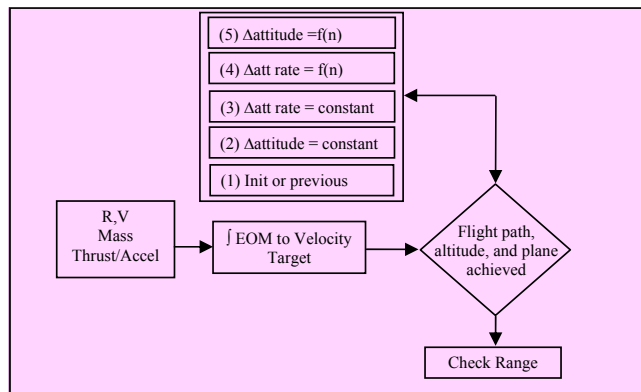 (5) Δattitude =f(n)
(4) Δatt rate = f(n)
(3) Δatt rate = constant
(2) Δattitude = constant
(1) Init or previous
R,V
Mass
Thrust/Accel
∫ EOM to Velocity
Target
Flight path,
altitude, and plane
achieved
Check Range